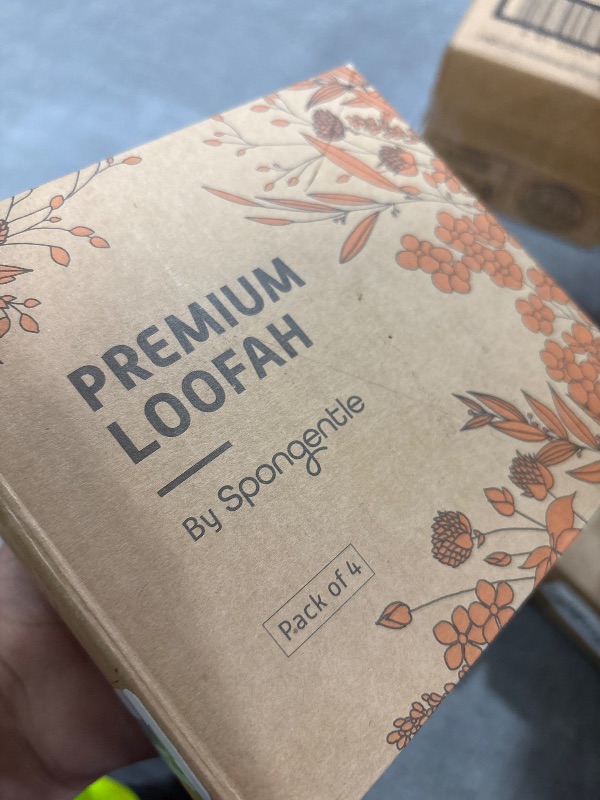 PREMIUM
LOOFAH
By Spongentle
Pack of 4